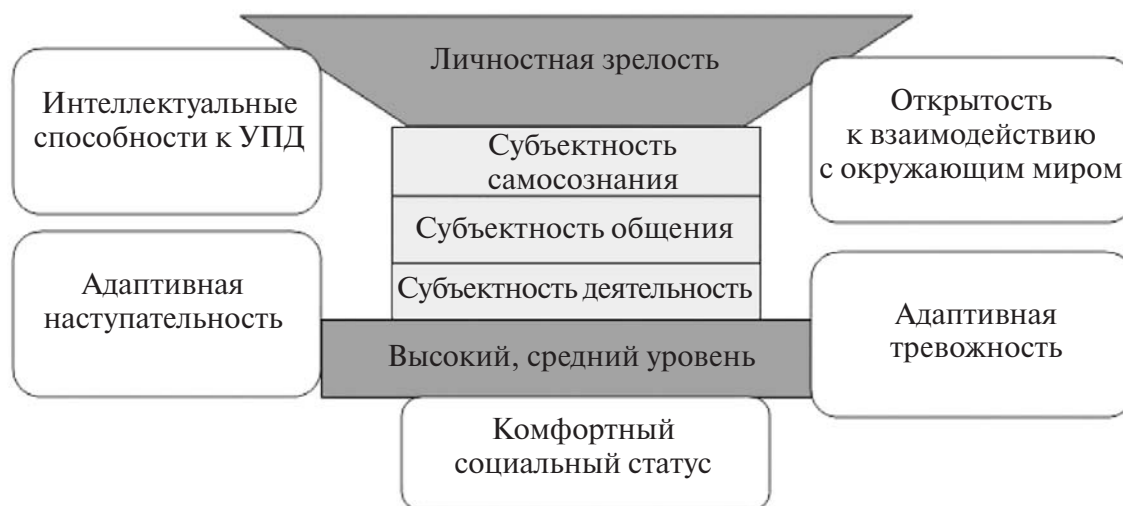 Личностная зрелость
Интеллектуальные
способности к УПД
Открытость
к взаимодействию
с окружающим миром
Субъектность
самосознания
Субъектность общения
Субъектность деятельность
Адаптивная
наступательность
Адаптивная
тревожность
Высокий, средний уровень
Комфортный
социальный статус